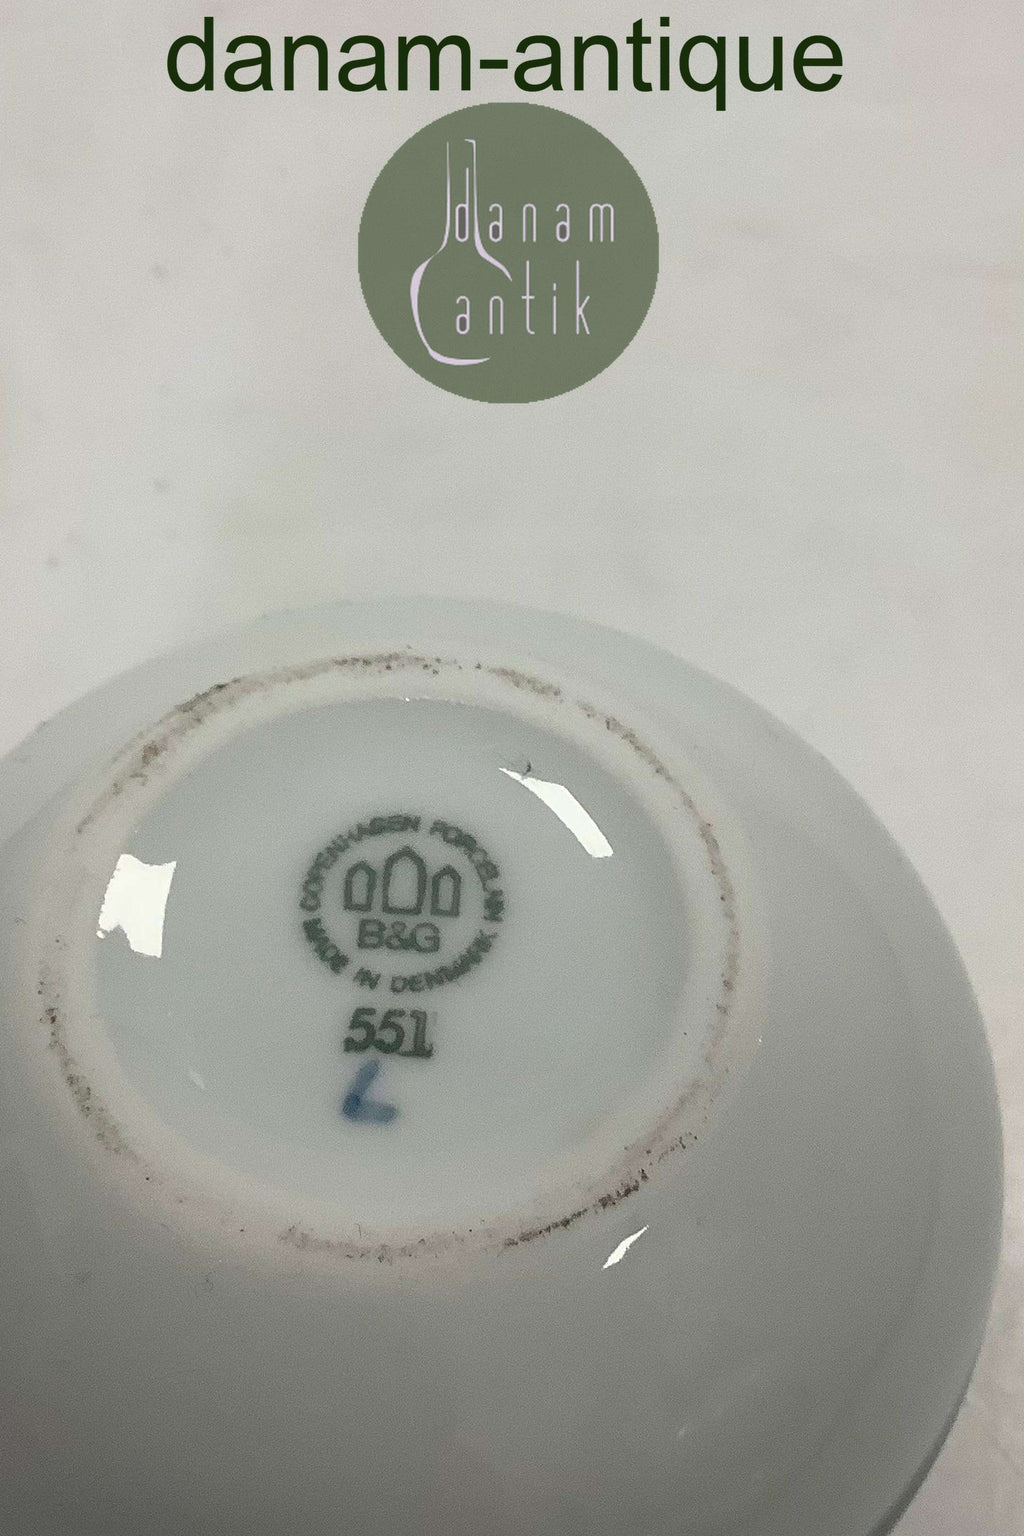 danam-antique
danam
antik
COPENHAGEN PORCELAIN
B&G
MADE IN DENMARK
551